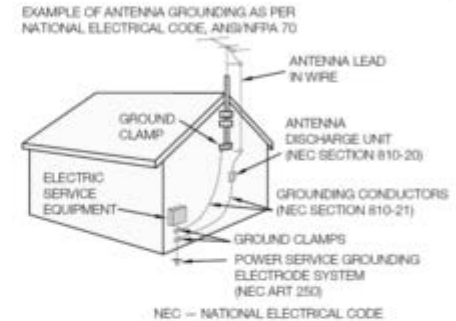 EXAMPLE OF ANTENNA GROUNDING AS PER
NATIONAL ELECTRICAL CODE, ANSI/NFPA 70
ANTENNA LEAD
IN WIRE
GROUND
CLAMP
ANTENNA
DISCHARGE UNIT
(NEC SECTION 810-20)
ELECTRIC
SERVICE
EQUIPMENT
GROUNDING CONDUCTORS
(NEC SECTION 810-21)
GROUND CLAMPS
POWER SERVICE GROUNDING
ELECTRODE SYSTEM
(NEC ART 250)
NEC — NATIONAL ELECTRICAL CODE